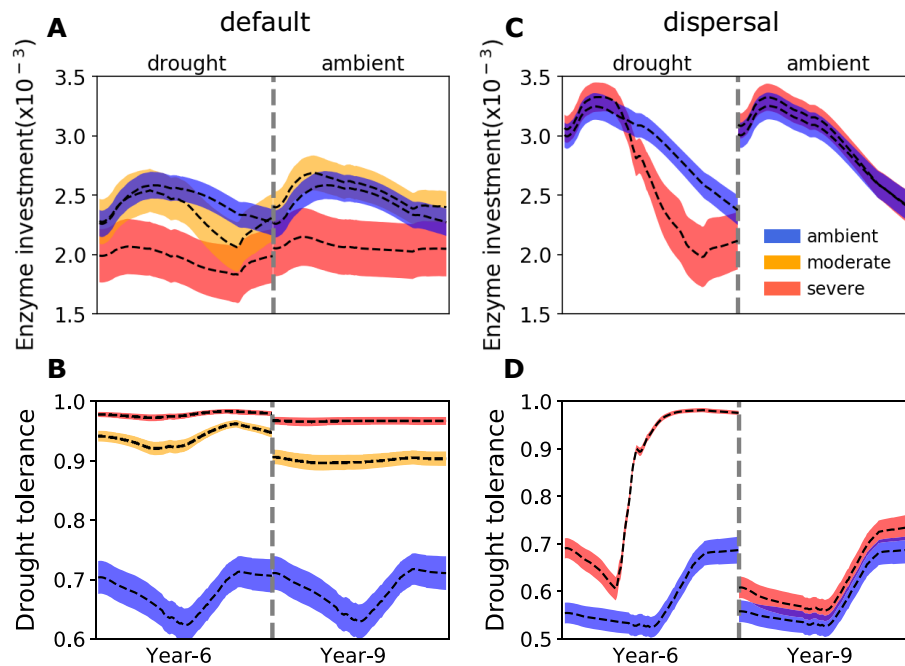 default
dispersal
A
C
drought
ambient
drought
ambient
Enzyme investment(x10⁻³)
3.5
3.0
2.5
2.0
1.5
Enzyme investment(x10⁻³)
3.5
3.0
2.5
2.0
1.5
ambient
moderate
severe
B
D
Drought tolerance
1.0
0.9
0.8
0.7
0.6
Drought tolerance
1.0
0.9
0.8
0.7
0.6
0.5
Year-6
Year-9
Year-6
Year-9